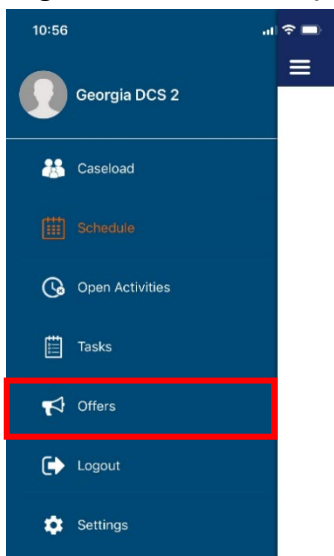 10:56
Georgia DCS 2
Caseload
Schedule
Open Activities
Tasks
Offers
Logout
Settings